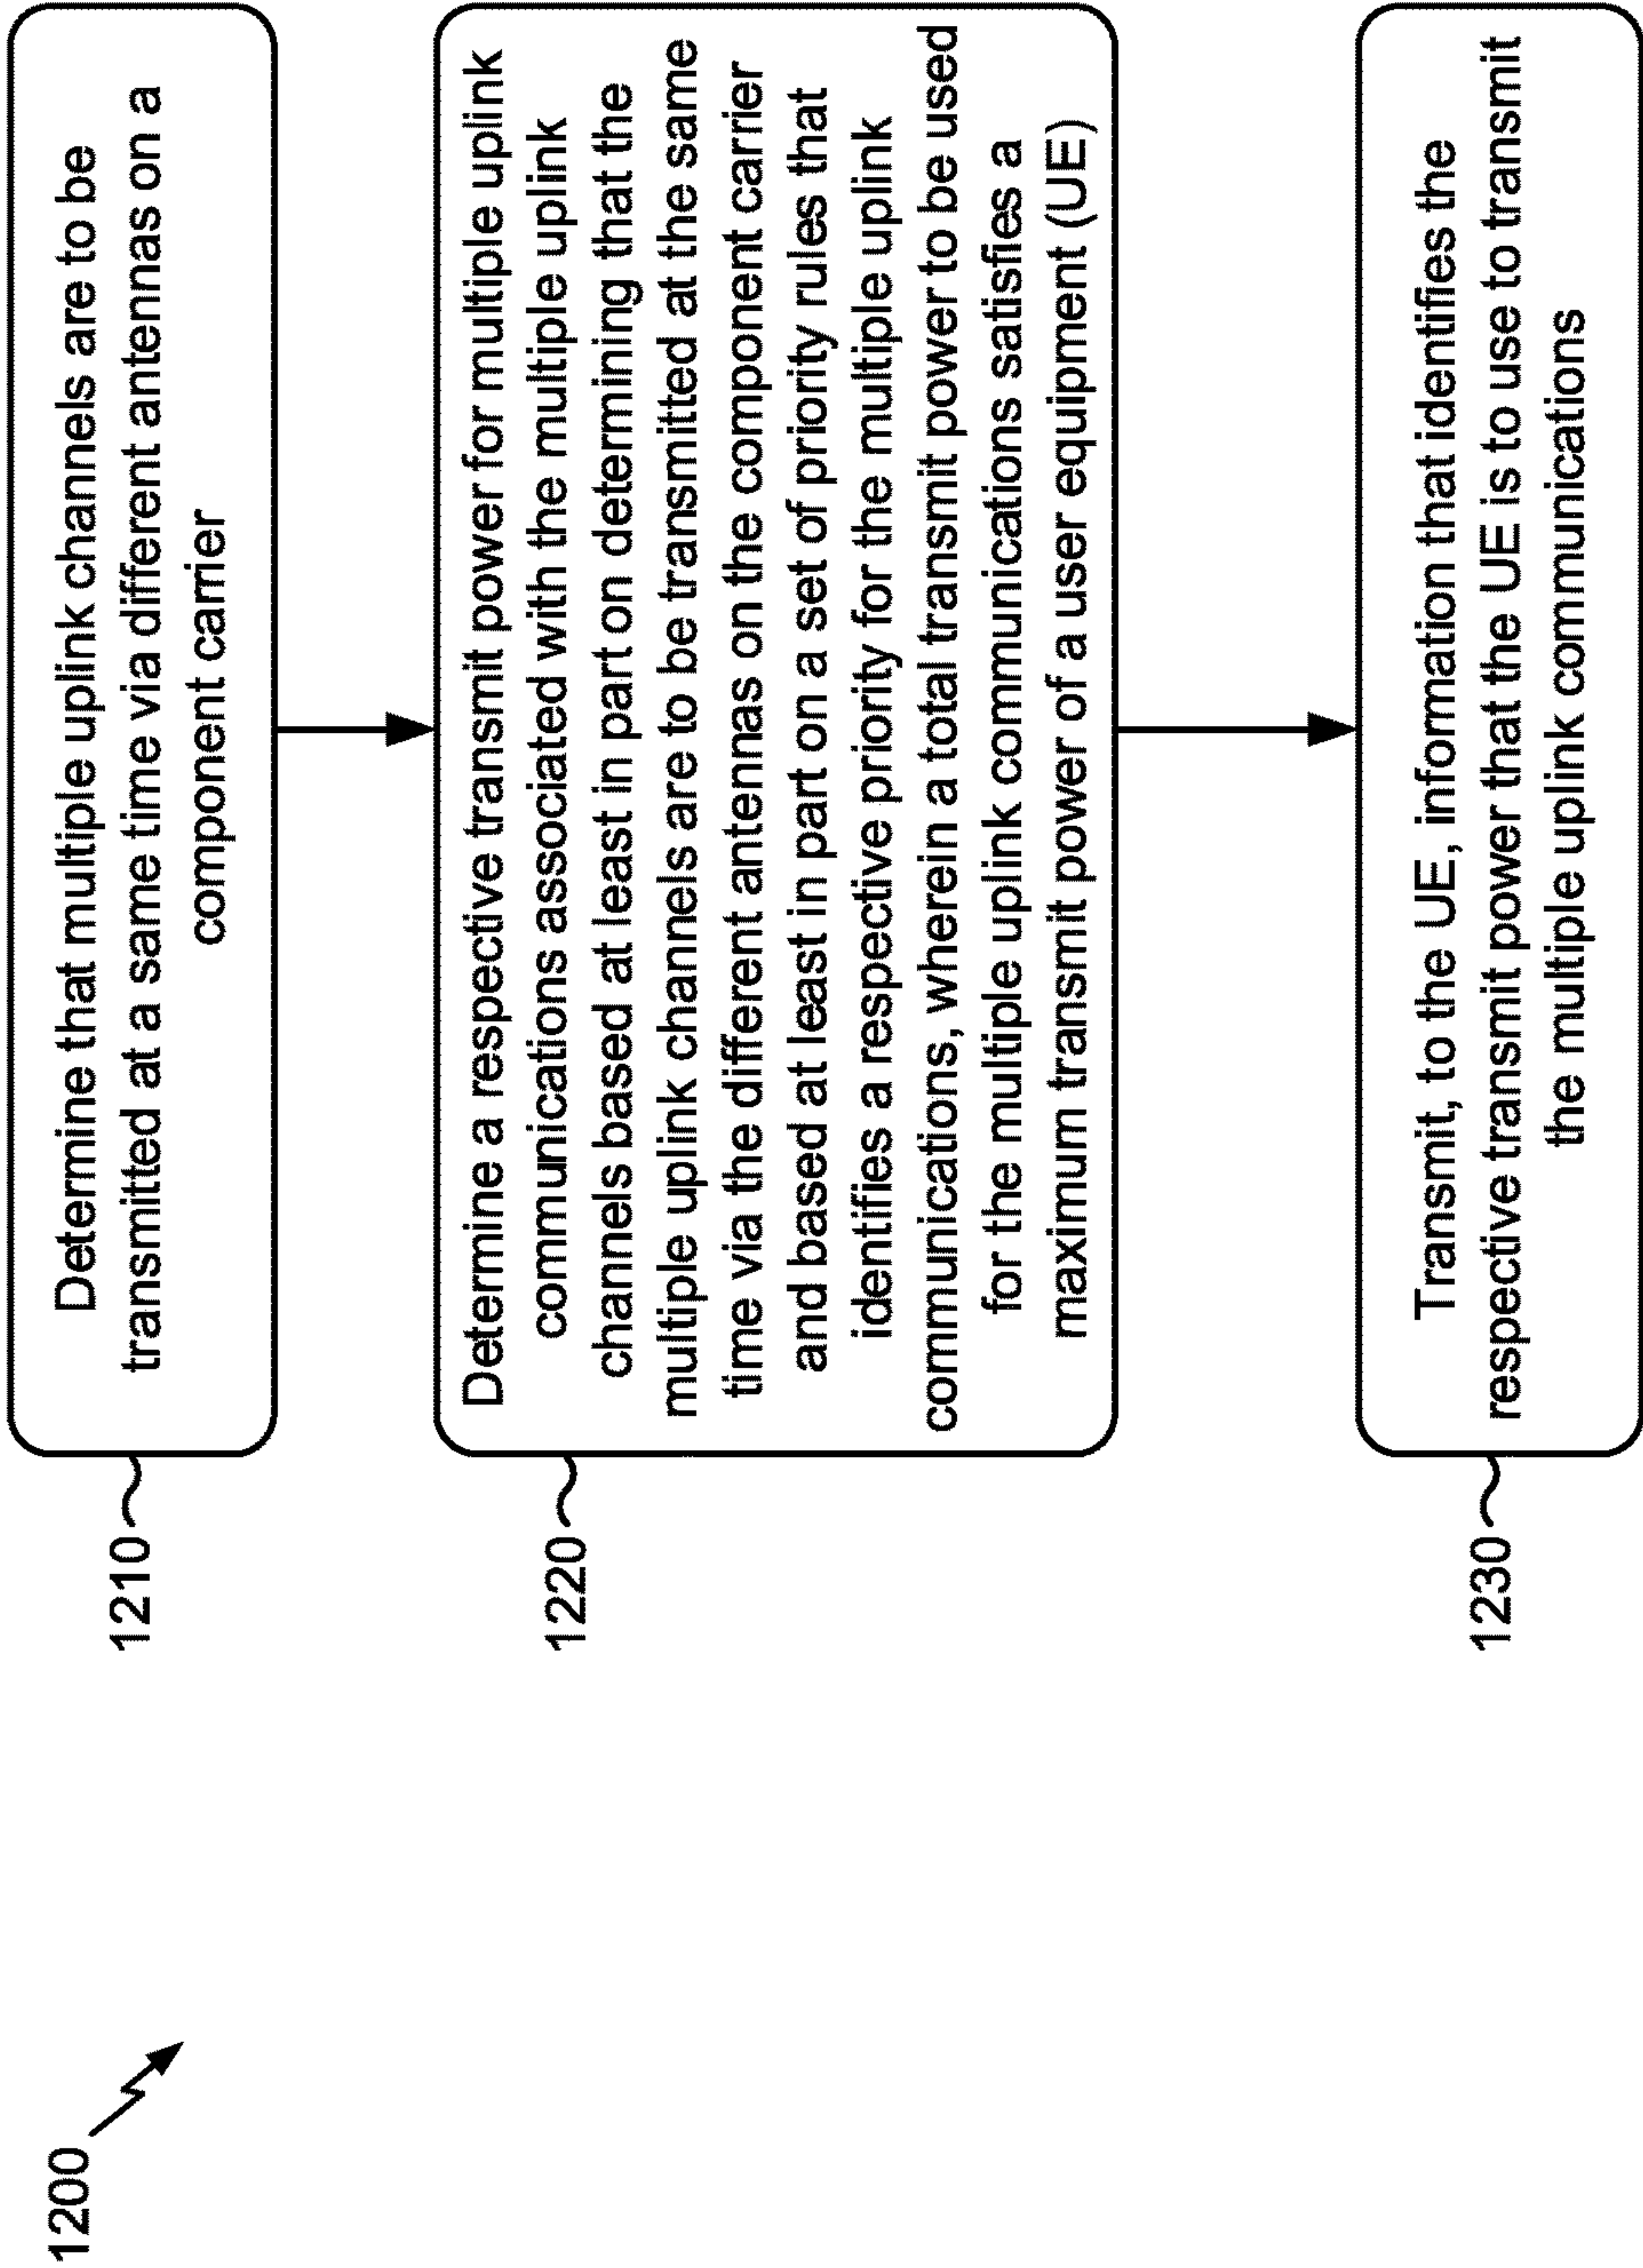 1200
1210
Determine that multiple uplink channels are to be
transmitted at a same time via different antennas on a
component carrier
1220
Determine a respective transmit power for multiple uplink
communications associated with the multiple uplink
channels based at least in part on determining that the
multiple uplink channels are to be transmitted at the same
time via the different antennas on the component carrier
and based at least in part on a set of priority rules that
identifies a respective priority for the multiple uplink
communications, wherein a total transmit power to be used
for the multiple uplink communications satisfies a
maximum transmit power of a user equipment (UE)
1230
Transmit, to the UE, information that identifies the
respective transmit power that the UE is to use to transmit
the multiple uplink communications